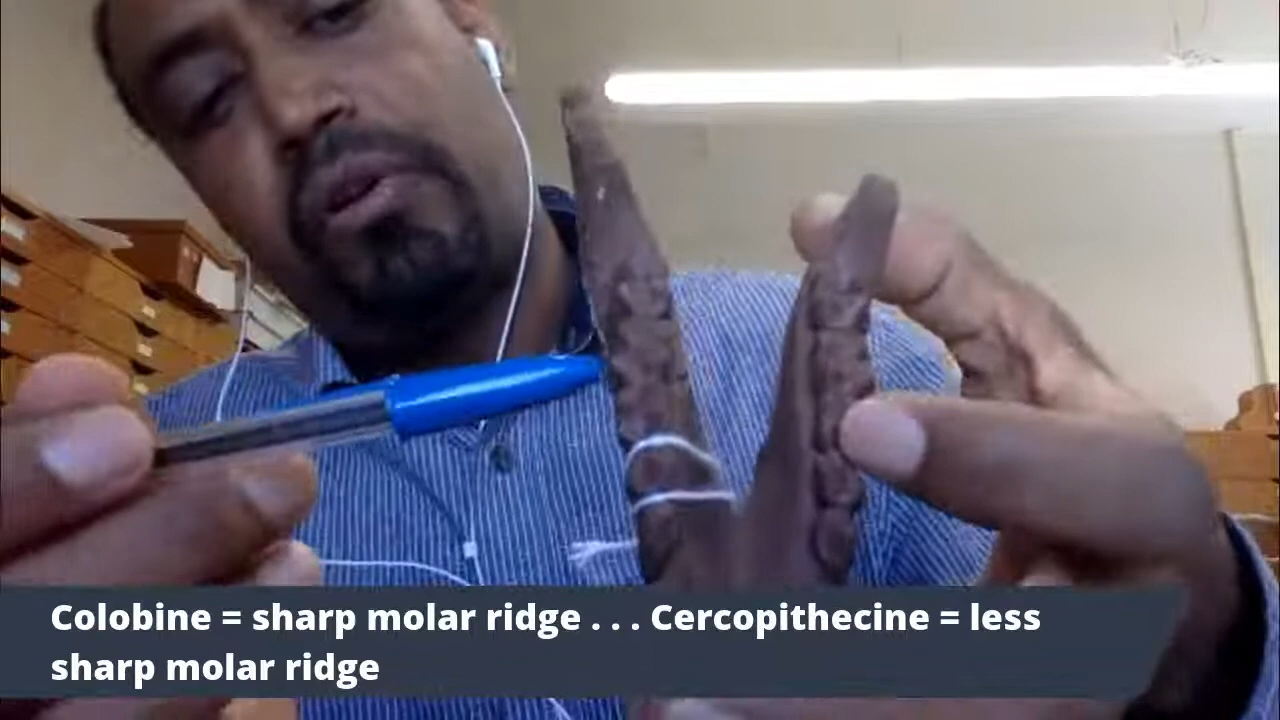 Colobine = sharp molar ridge . . . Cercopithecine = less
sharp molar ridge